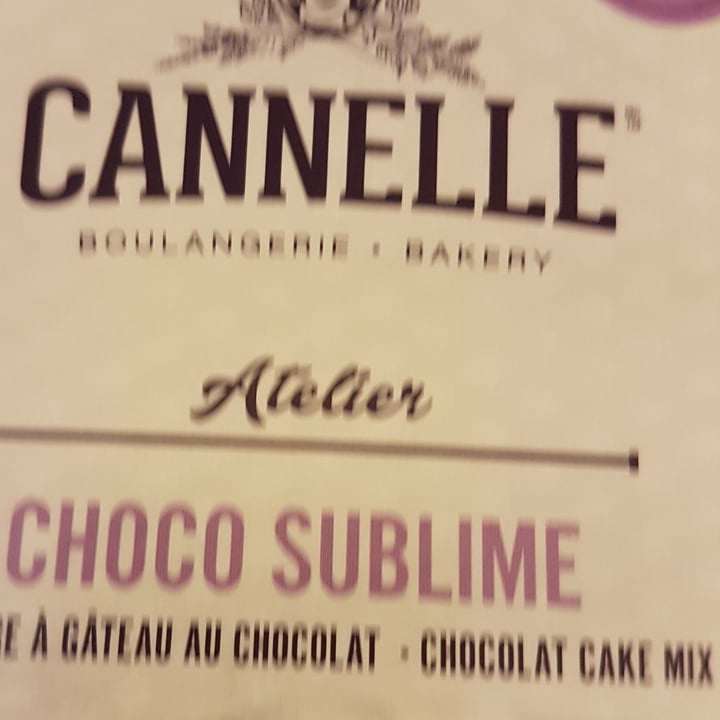 CANNELLE
BOULANGERIE • BAKERY
Atelier
CHOCO SUBLIME
À GÂTEAU AU CHOCOLAT • CHOCOLAT CAKE MIX